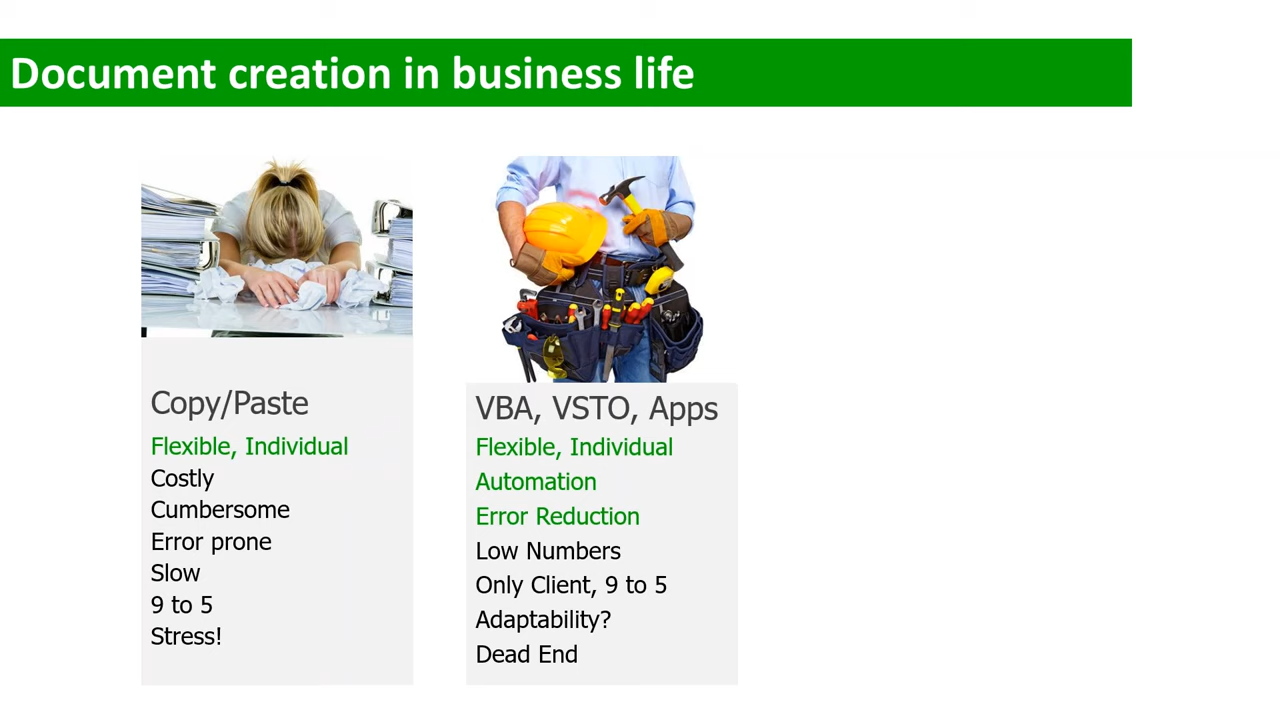 Document creation in business life
Copy/Paste
Flexible, Individual
Costly
Cumbersome
Error prone
Slow
9 to 5
Stress!
VBA, VSTO, Apps
Flexible, Individual
Automation
Error Reduction
Low Numbers
Only Client, 9 to 5
Adaptability?
Dead End